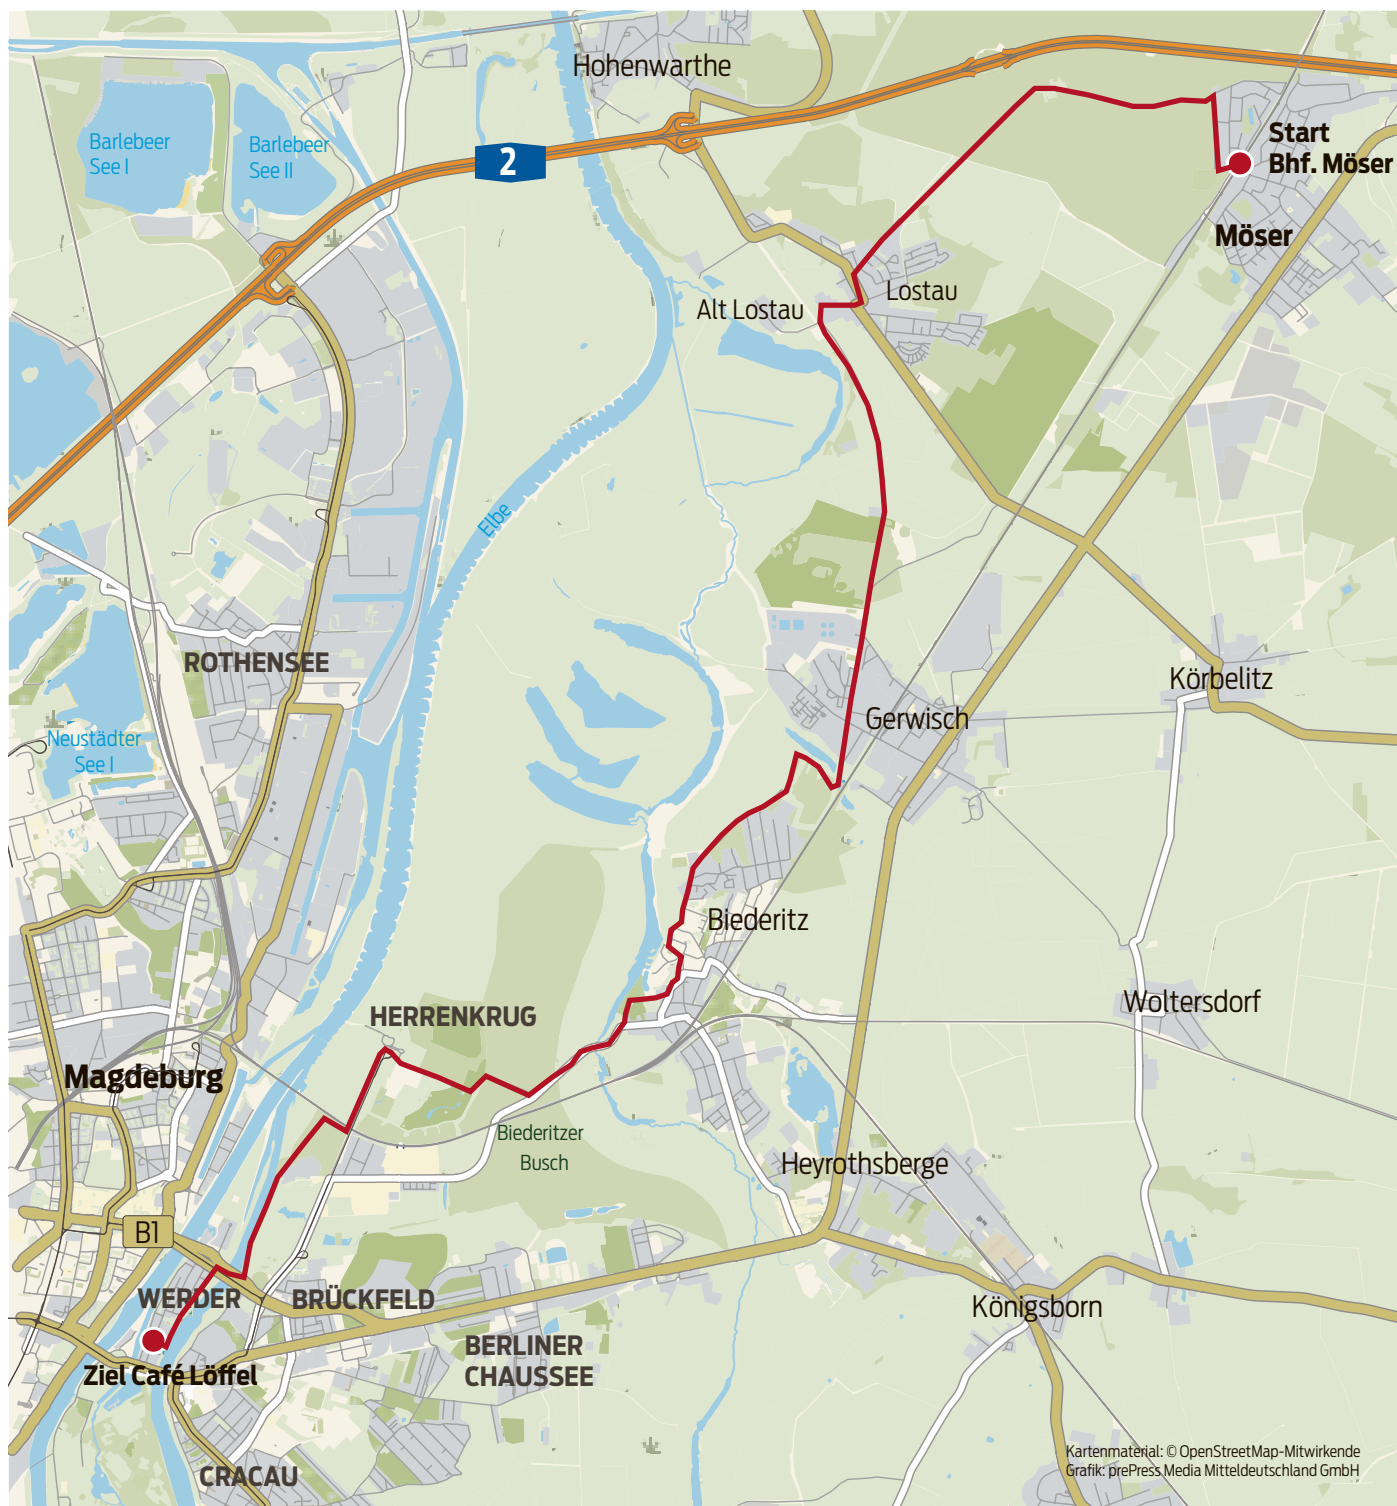 Hohenwarthe
Barlebeer
See I
Barlebeer
See II
2
Start
Bhf. Möser
Möser
Lostau
Alt Lostau
Elbe
ROTHENSEE
Körbelitz
Gerwisch
Neustädter
See I
Biederitz
Woltersdorf
HERRENKRUG
Magdeburg
Biederitzer
Busch
Heyrothsberge
B1
WERDER
BRÜCKFELD
Königsborn
BERLINER
CHAUSSEE
Ziel Café Löffel
CRACAU
Kartenmaterial: © OpenStreetMap-Mitwirkende
Grafik: prePress Media Mitteldeutschland GmbH